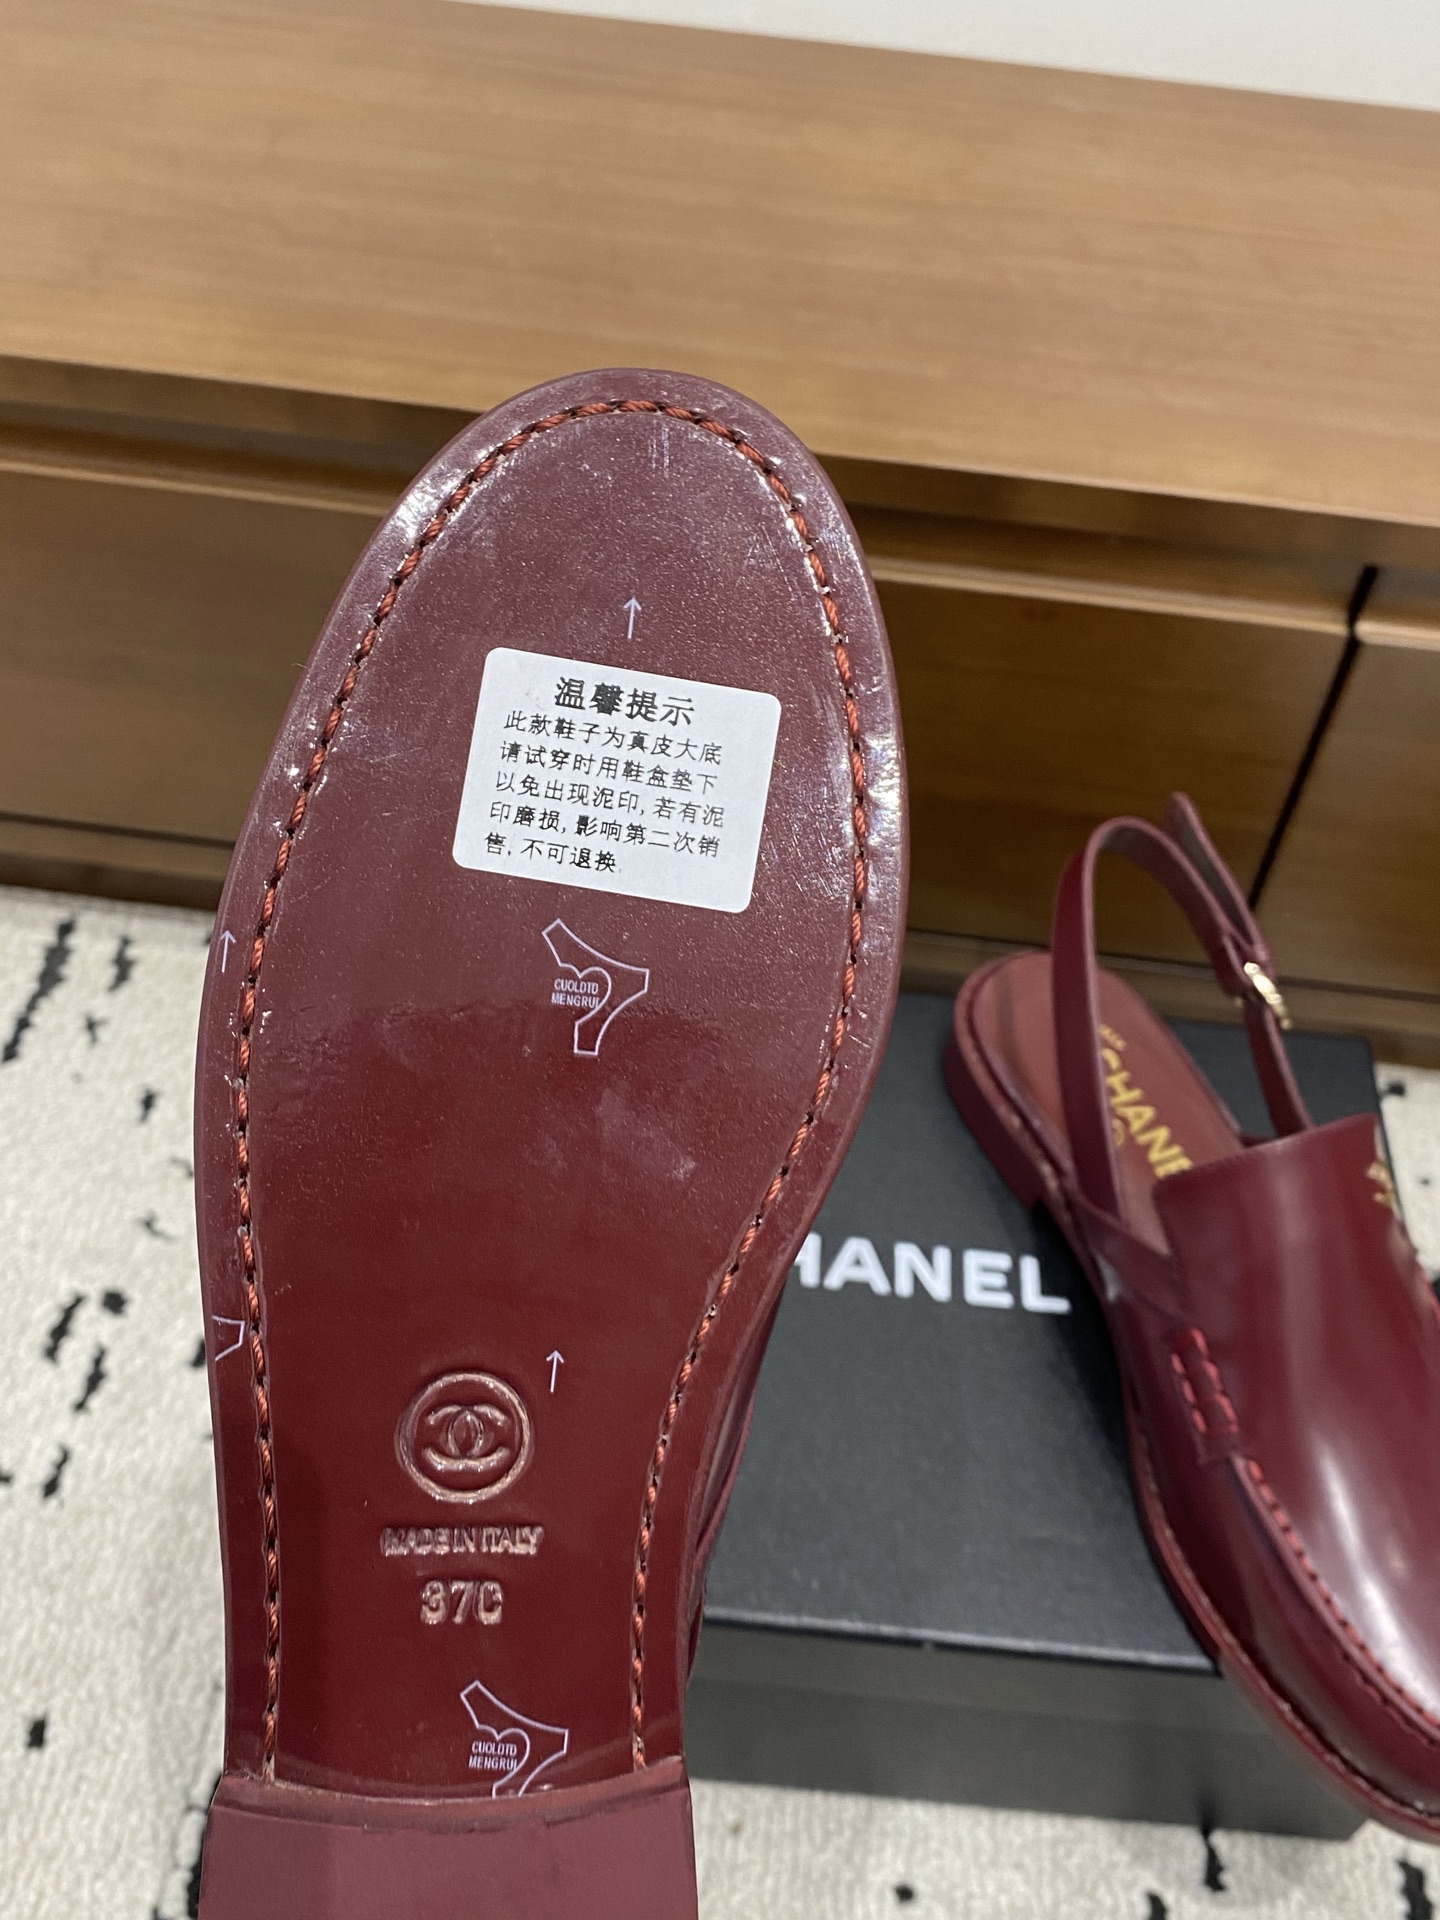 温馨提示
此款鞋子为真皮大底
请试穿时用鞋盒垫下
以免出现泥印,若有泥
印磨损,影响第二次销
售,不可退换
CUOLDTD
MENGRUI
MADE IN ITALY
37C
CUOLDTD
MENGRUI
CHANEL
HANEL